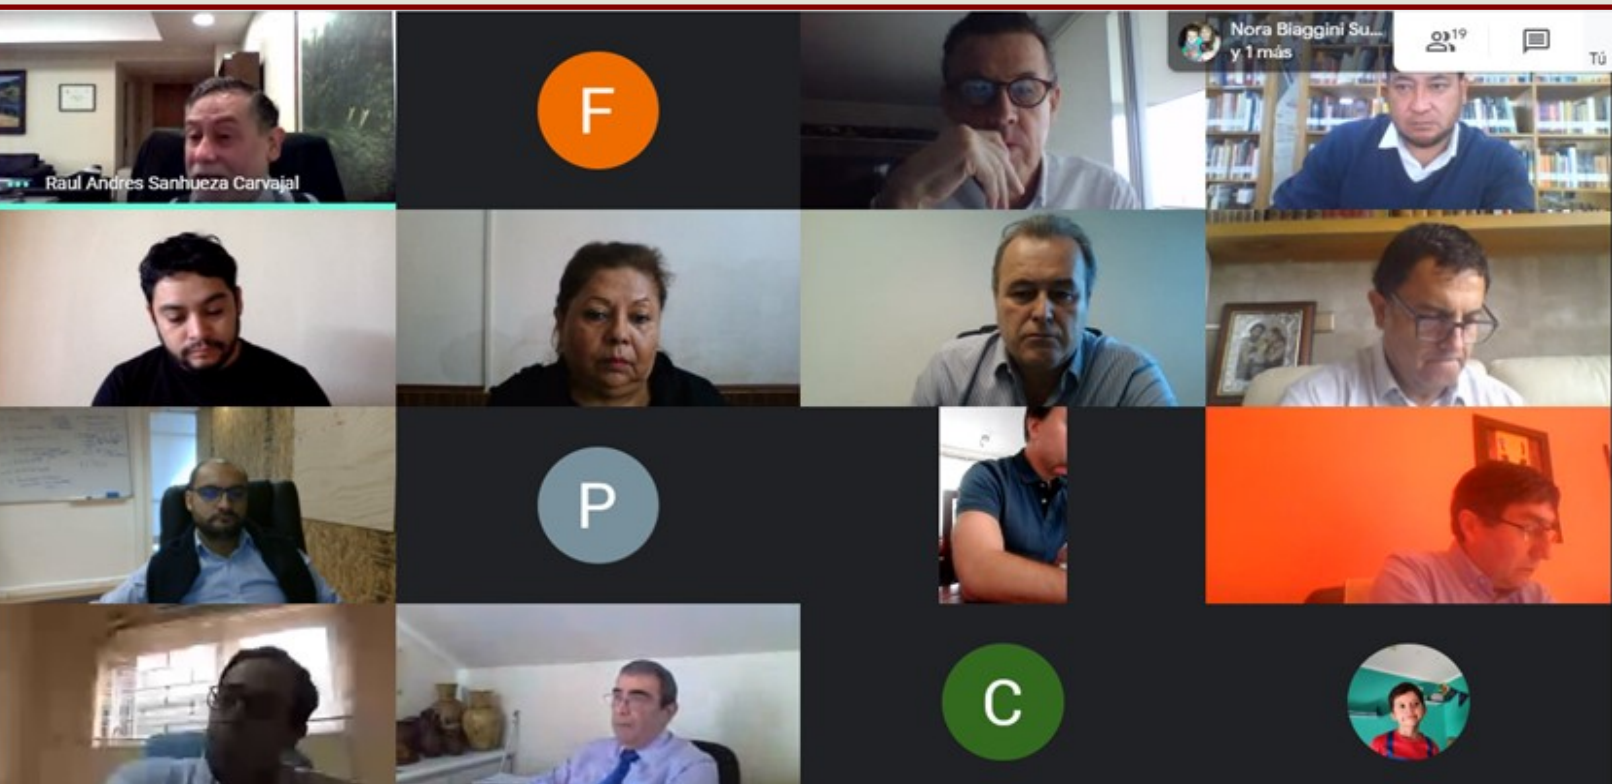 F
Nora Biaggini Su...
y 1 más
19
Tú
Raul Andres Sanhueza Carvajal
P
C